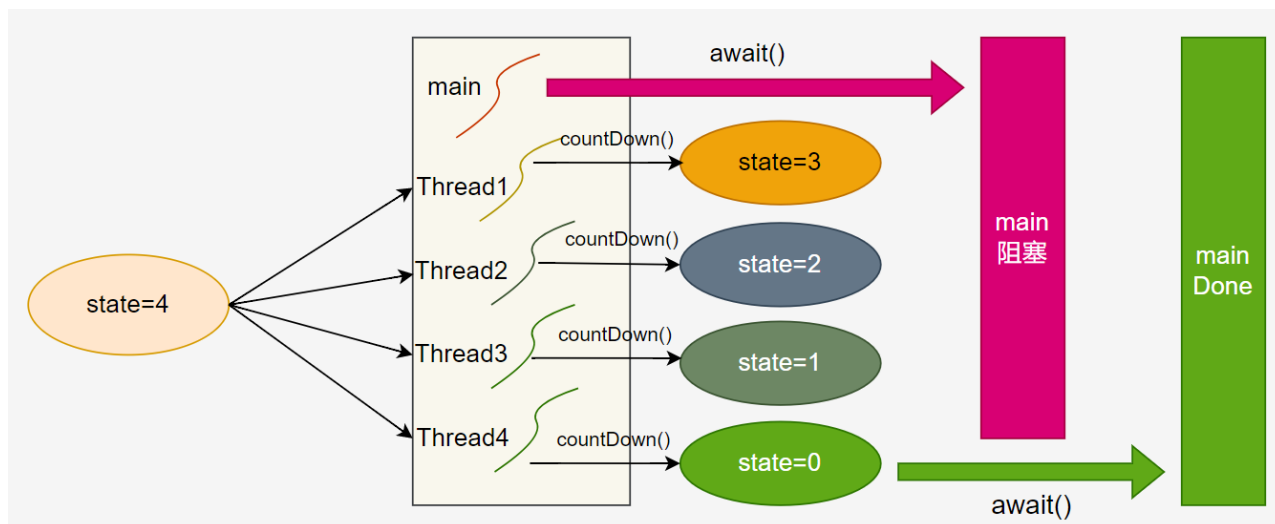 await()
main
countDown()
state=3
Thread1
countDown()
Thread2
state=2
state=4
main
阻塞
main
Done
countDown()
Thread3
state=1
countDown()
Thread4
state=0
await()